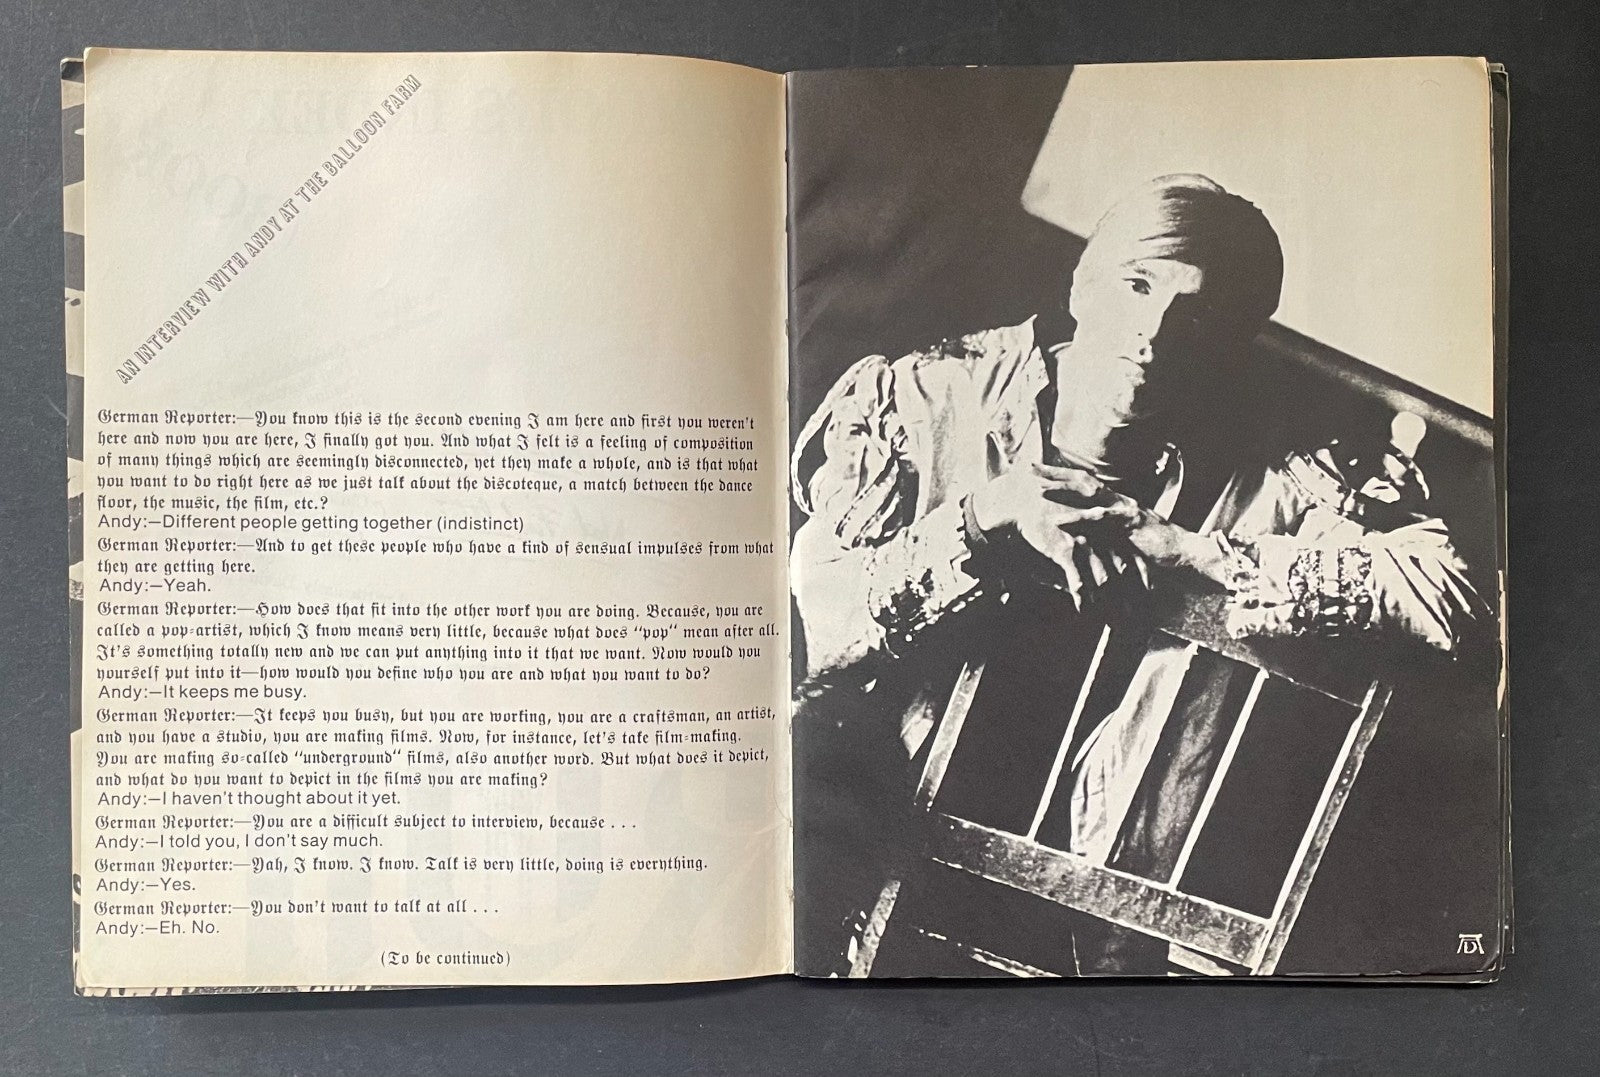 AN INTERVIEW WITH ANDY AT THE BALLOON FARM
German Reporter:—You know this is the second evening I am here and first you weren't
here and now you are here, I finally got you. And what I felt is a feeling of composition
of many things which are seemingly disconnected, yet they make a whole, and is that what
you want to do right here as we just talk about the discoteque, a match between the dance
floor, the music, the film, etc.?
Andy:—Different people getting together (indistinct)
German Reporter:—And to get these people who have a kind of sensual impulses from what
they are getting here.
Andy:—Yeah.
German Reporter:—How does that fit into the other work you are doing. Because, you are
called a pop-artist, which I know means very little, because what does "pop" mean after all.
It's something totally new and we can put anything into it that we want. Now would you
yourself put into it—how would you define who you are and what you want to do?
Andy:—It keeps me busy.
German Reporter:—It keeps you busy, but you are working, you are a craftsman, an artist,
and you have a studio, you are making films. Now, for instance, let's take film-making.
You are making so-called "underground" films, also another word. But what does it depict,
and what do you want to depict in the films you are making?
Andy:—I haven't thought about it yet.
German Reporter:—You are a difficult subject to interview, because . . .
Andy:—I told you, I don't say much.
German Reporter:—Yah, I know. I know. Talk is very little, doing is everything.
Andy:—Yes.
German Reporter:—You don't want to talk at all . . .
Andy:—Eh. No.
(To be continued)
AD